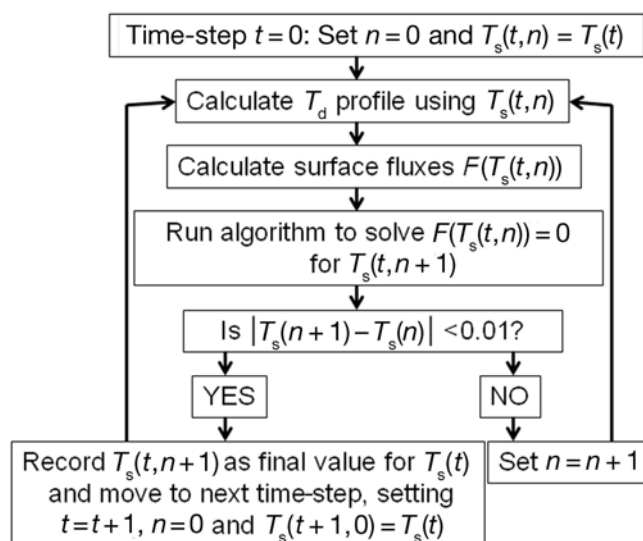 Time-step t=0: Set n=0 and Tₛ(t,n)=Tₛ(t)
Calculate T_d profile using Tₛ(t,n)
Calculate surface fluxes F(Tₛ(t,n))
Run algorithm to solve F(Tₛ(t,n))=0
for Tₛ(t,n+1)
Is |Tₛ(n+1)−Tₛ(n)| <0.01?
YES
NO
Record Tₛ(t,n+1) as final value for Tₛ(t)
and move to next time-step, setting
t=t+1, n=0 and Tₛ(t+1,0)=Tₛ(t)
Set n=n+1